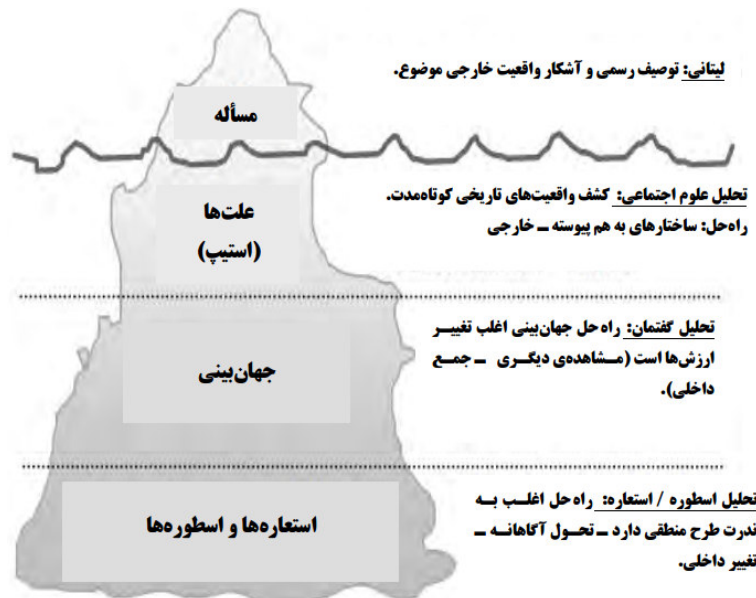 لیتانی: توصیف رسمی و آشکار واقعیت خارجی موضوع.
مسأله
تحلیل علوم اجتماعی: کشف واقعیت‌های تاریخی کوتاه‌مدت.
راه‌حل: ساختارهای به هم پیوسته – خارجی
علت‌ها
(استیپ)
تحلیل گفتمان: راه حل جهان‌بینی اغلب تغییر
ارزش‌ها است (مشاهده‌ی دیگری – جمع
داخلی).
جهان‌بینی
تحلیل اسطوره / استعاره: راه حل اغلب به
ندرت طرح منطقی دارد – تحول آگاهانه –
تغییر داخلی.
استعاره‌ها و اسطوره‌ها